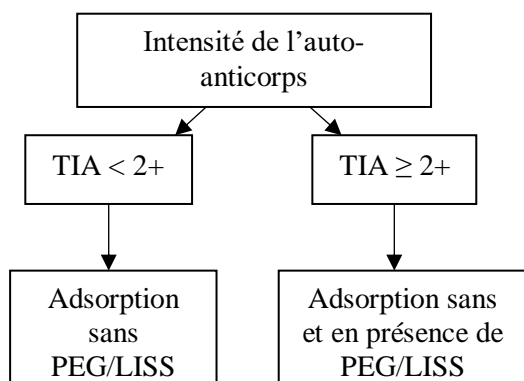 Intensité de l’auto-
anticorps
TIA < 2+
TIA ≥ 2+
Adsorption
sans
PEG/LISS
Adsorption sans
et en présence de
PEG/LISS